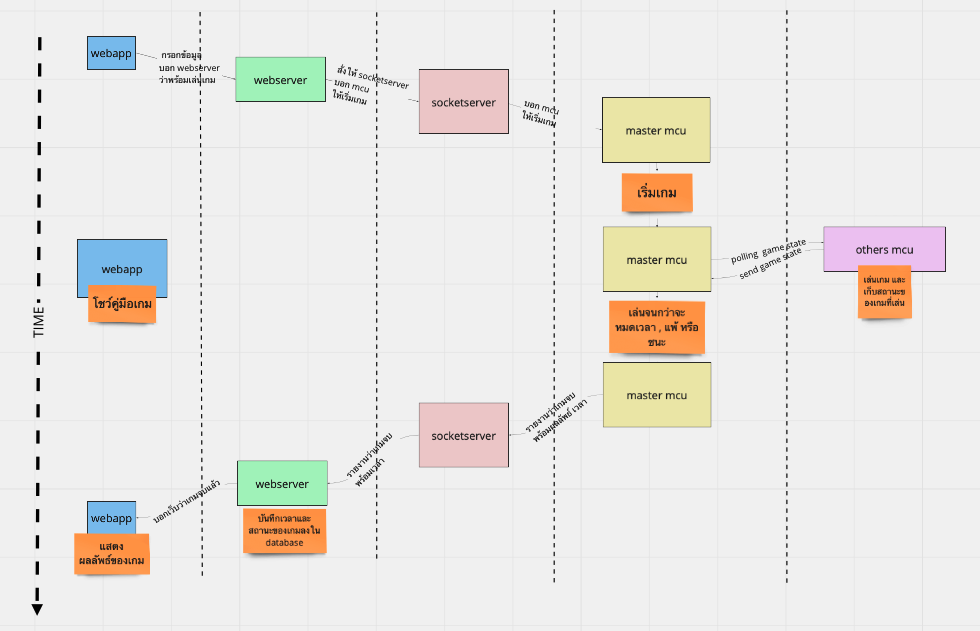 webapp
กรอกข้อมูล
บอก webserver
ว่าพร้อมเล่นเกม
webserver
สั่งให้ socketserver
บอก mcu
ให้เริ่มเกม
socketserver
บอก mcu
ให้เริ่มเกม
master mcu
เริ่มเกม
webapp
โชว์คู่มือเกม
master mcu
polling game state
send game state
others mcu
เล่นเกม และ
เก็บสถานะข
องเกมที่เล่น
TIME
เล่นจนกว่าจะ
หมดเวลา , แพ้ หรือ
ชนะ
master mcu
รายงานว่าเกมจบ
พร้อมผลลัพธ์ เวลา
socketserver
รายงานว่าเกมจบ
พร้อมเวลา
webserver
บันทึกเวลาและ
สถานะของเกมลงใน
database
บอกเว็บว่าเกมจบแล้ว
webapp
แสดง
ผลลัพธ์ของเกม